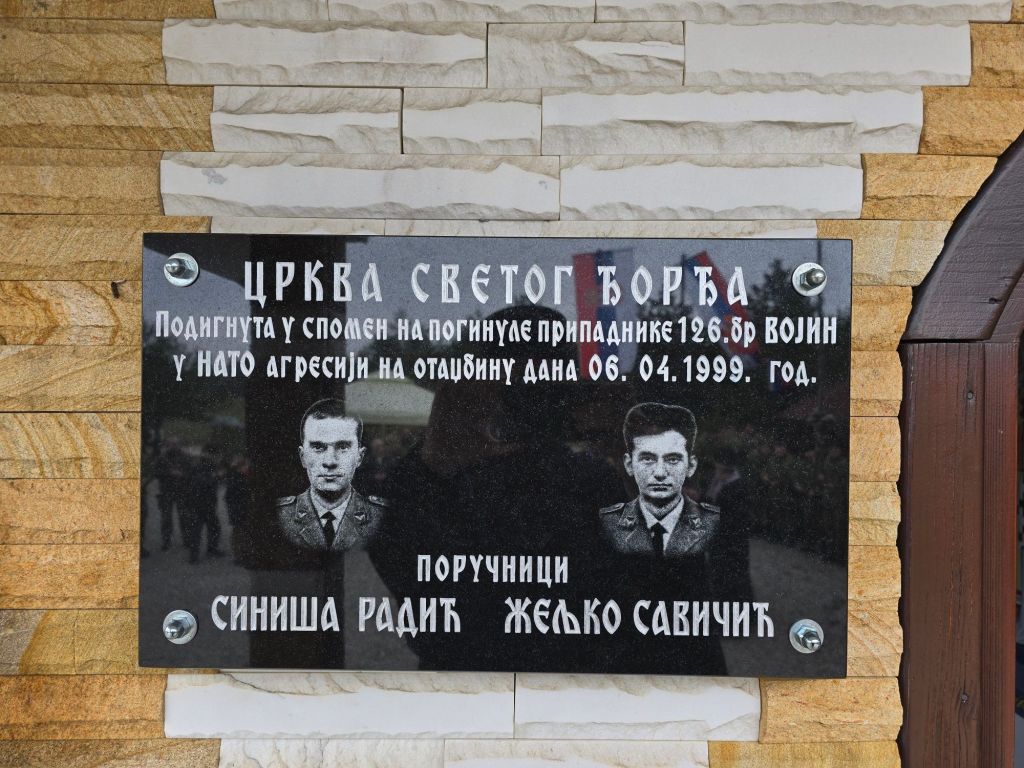 ЦРКВА СВЕТОГ ЂОРЂА
Подигнута у спомен на погинуле припаднике 126.бр ВОЈИН
у НАТО агресији на отаџбину дана 06. 04. 1999. год.
ПОРУЧНИЦИ
СИНИША РАДИЋ ЖЕЉКО САВИЧИЋ